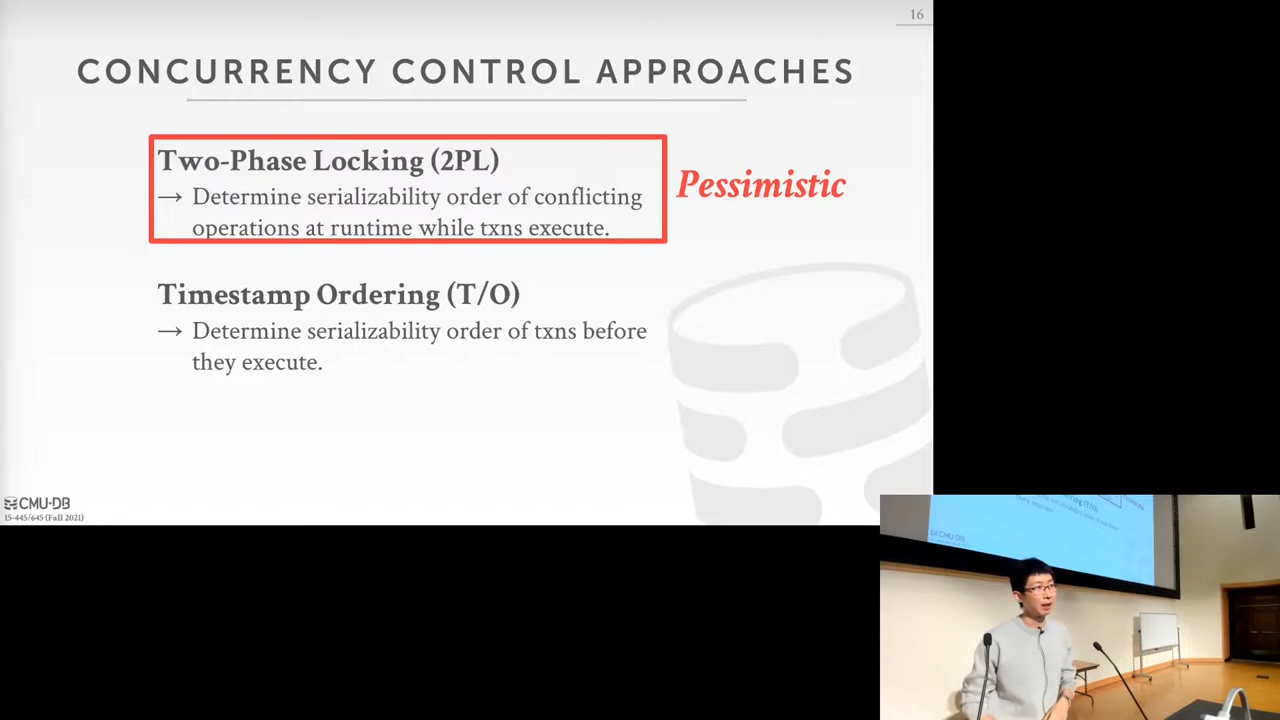 16
CONCURRENCY CONTROL APPROACHES
Two-Phase Locking (2PL)
→ Determine serializability order of conflicting
operations at runtime while txns execute.
Pessimistic
Timestamp Ordering (T/O)
→ Determine serializability order of txns before
they execute.
CMU·DB
15-445/645 (Fall 2021)